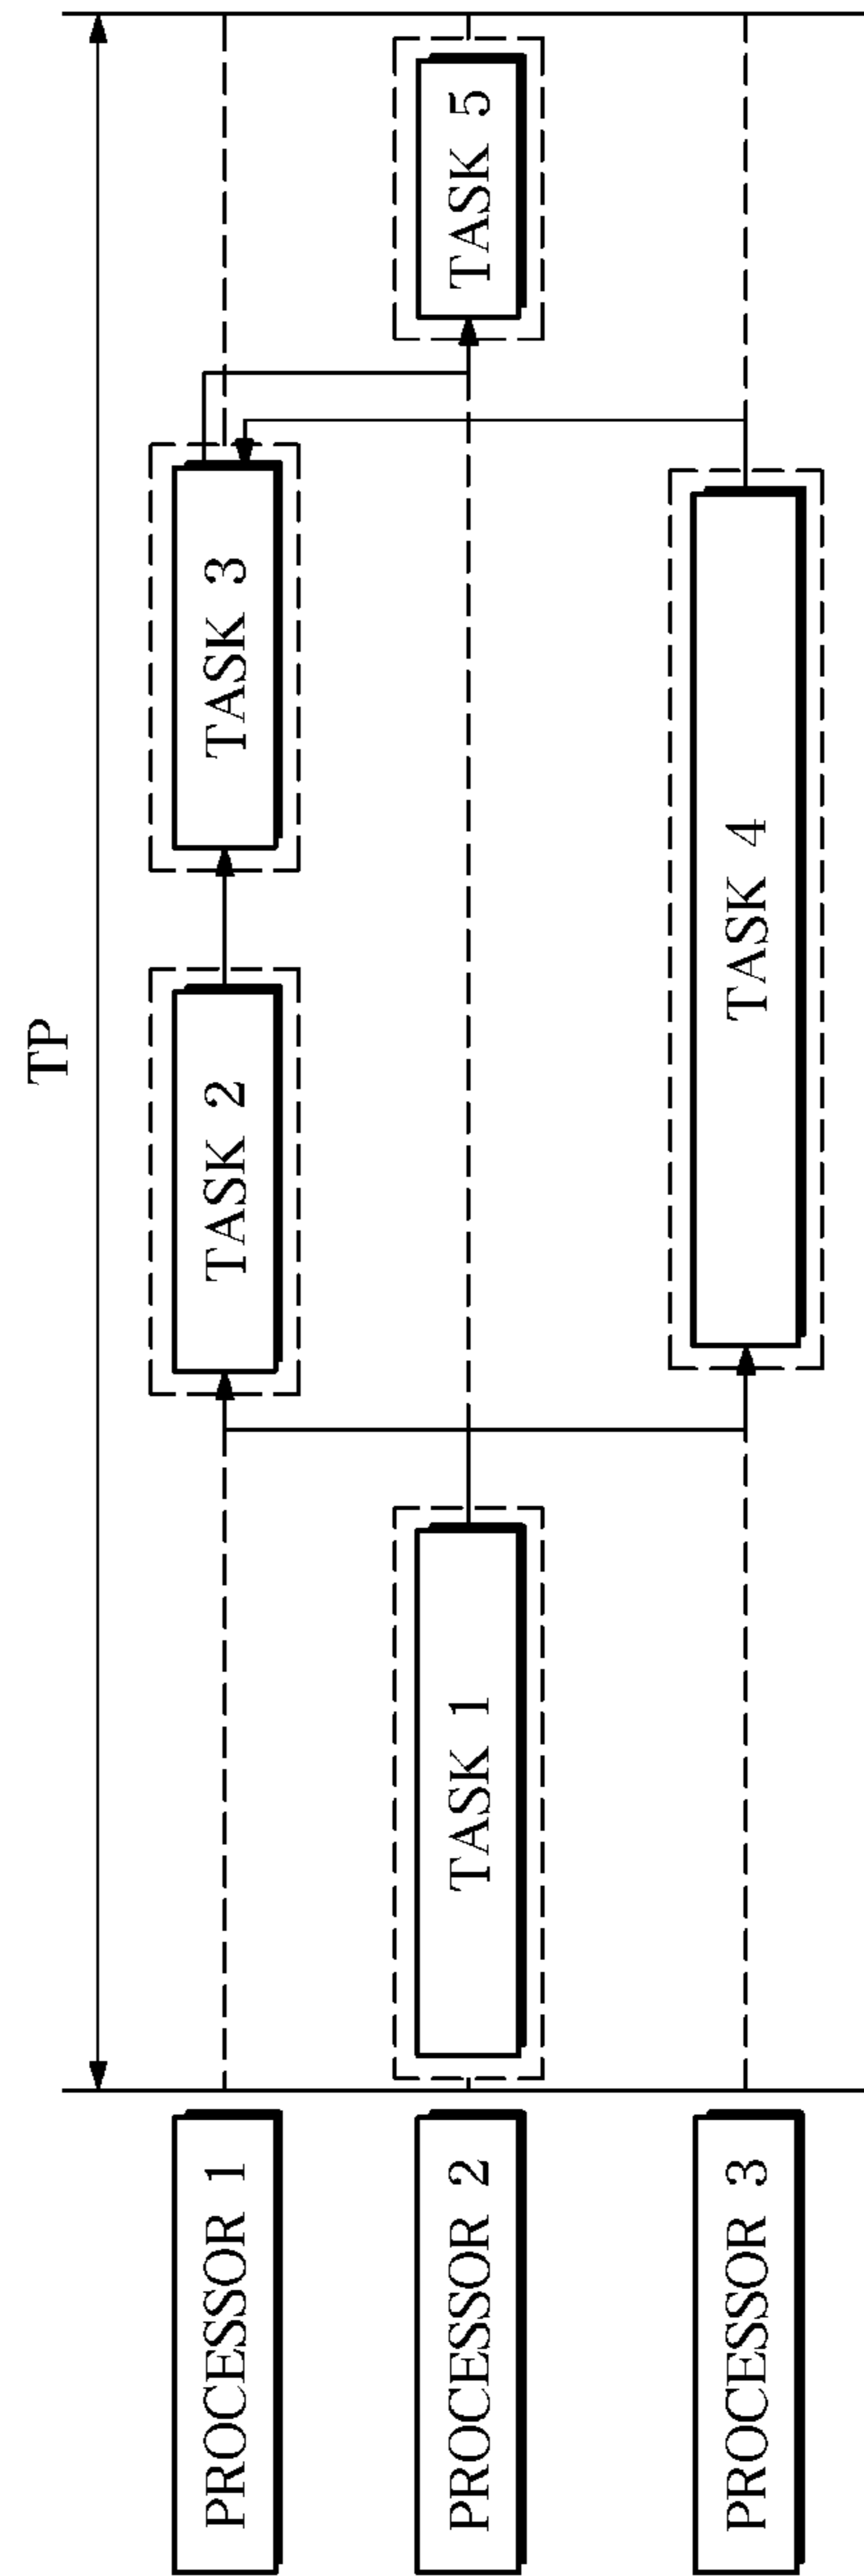 TP
PROCESSOR 1
TASK 2
TASK 3
PROCESSOR 2
TASK 1
TASK 5
PROCESSOR 3
TASK 4